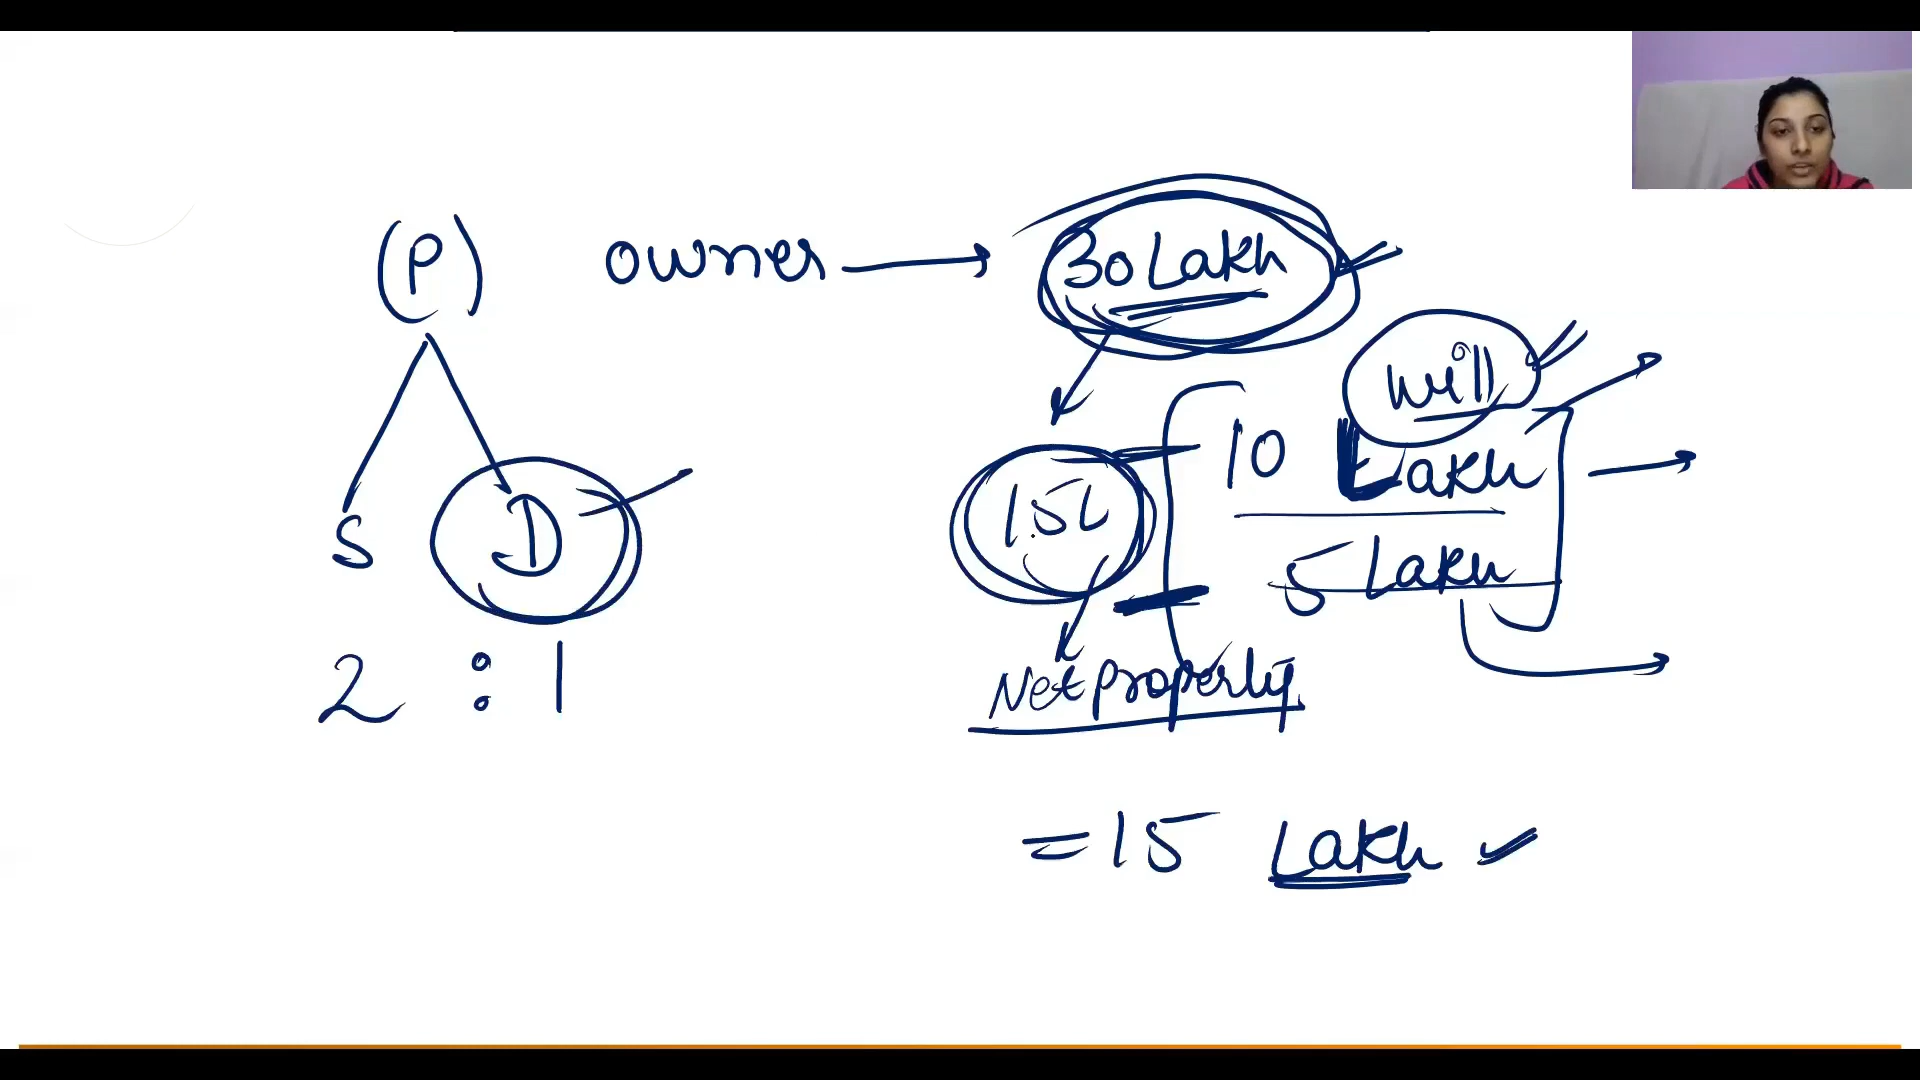 (P) owner → 30 Lakh
will
10 Lakh
15L
S D
5 Lakh
2 : 1
Net Property
= 15 Lakh